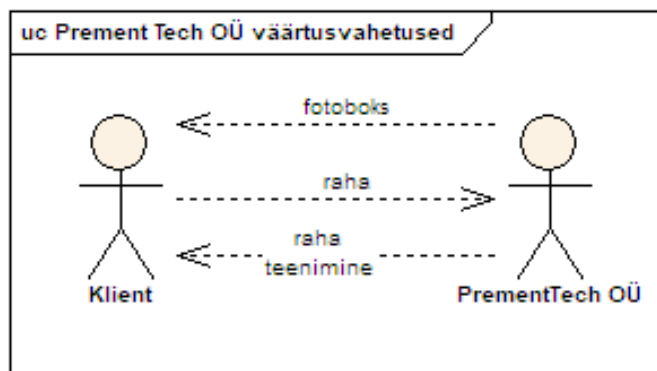 uc Prement Tech OÜ väärtusvahetused
fotoboks
raha
raha
teenimine
Klient
PrementTech OÜ